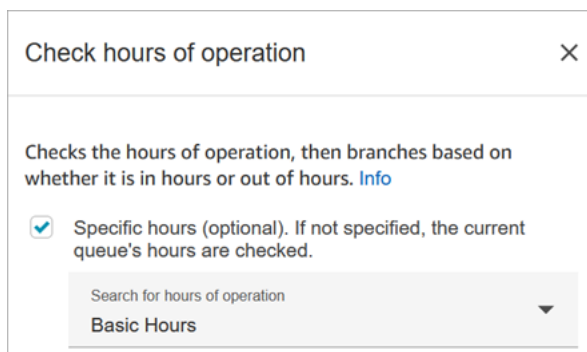 Check hours of operation
Checks the hours of operation, then branches based on
whether it is in hours or out of hours. Info
Specific hours (optional). If not specified, the current
queue's hours are checked.
Search for hours of operation
Basic Hours